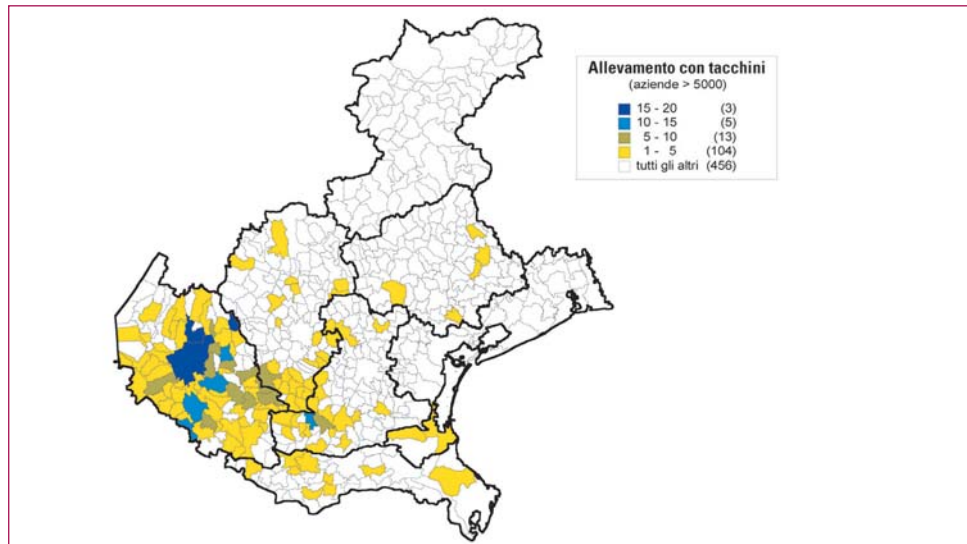 Allevamento con tacchini
(aziende > 5000)
15 - 20 (3)
10 - 15 (5)
5 - 10 (13)
1 - 5 (104)
tutti gli altri (456)